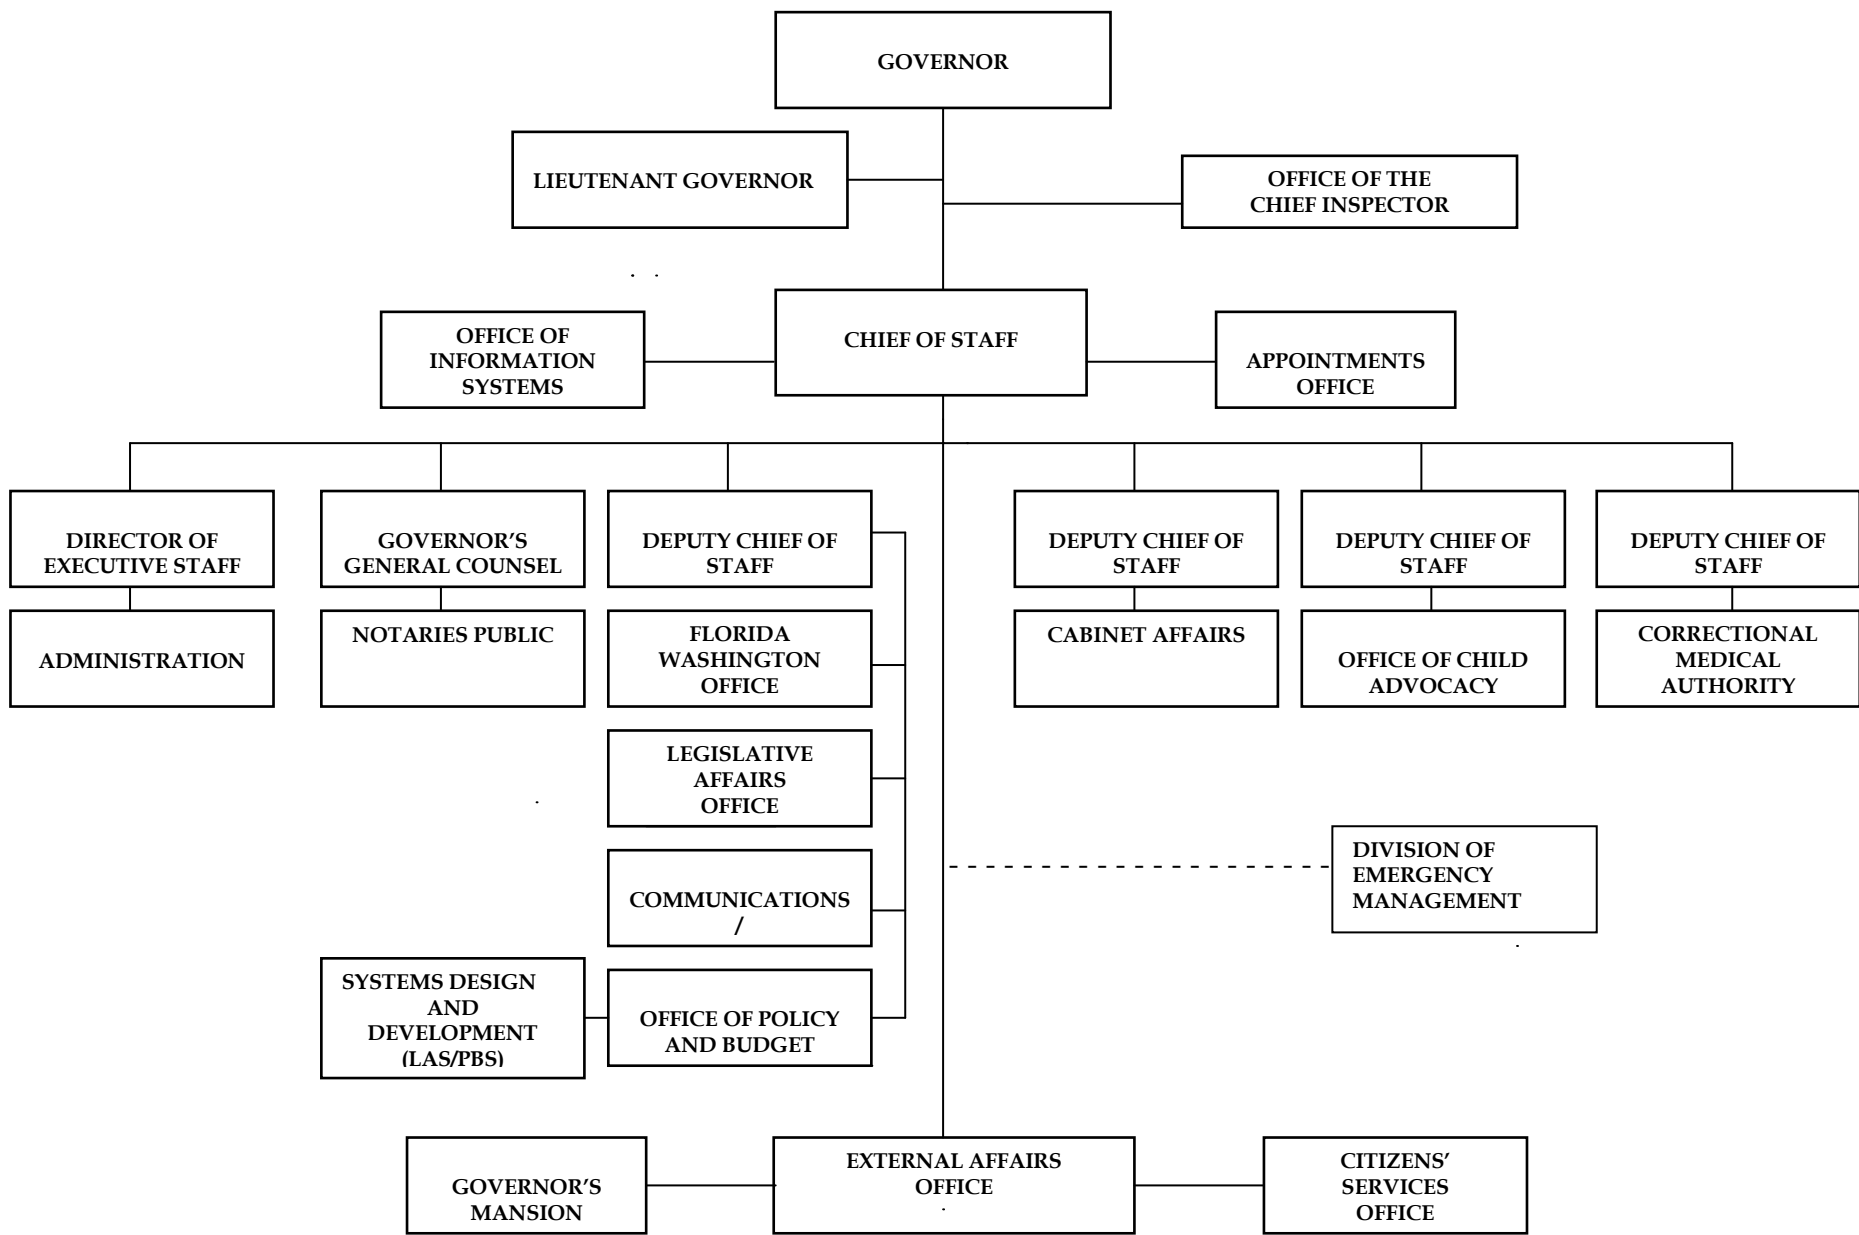 GOVERNOR
LIEUTENANT GOVERNOR
OFFICE OF THE
CHIEF INSPECTOR
OFFICE OF
INFORMATION
SYSTEMS
CHIEF OF STAFF
APPOINTMENTS
OFFICE
DIRECTOR OF
EXECUTIVE STAFF
GOVERNOR’S
GENERAL COUNSEL
DEPUTY CHIEF OF
STAFF
DEPUTY CHIEF OF
STAFF
DEPUTY CHIEF OF
STAFF
DEPUTY CHIEF OF
STAFF
ADMINISTRATION
NOTARIES PUBLIC
FLORIDA
WASHINGTON
OFFICE
CABINET AFFAIRS
OFFICE OF CHILD
ADVOCACY
CORRECTIONAL
MEDICAL
AUTHORITY
LEGISLATIVE
AFFAIRS
OFFICE
COMMUNICATIONS
/
DIVISION OF
EMERGENCY
MANAGEMENT
SYSTEMS DESIGN
AND
DEVELOPMENT
(LAS/PBS)
OFFICE OF POLICY
AND BUDGET
GOVERNOR’S
MANSION
EXTERNAL AFFAIRS
OFFICE
CITIZENS’
SERVICES
OFFICE